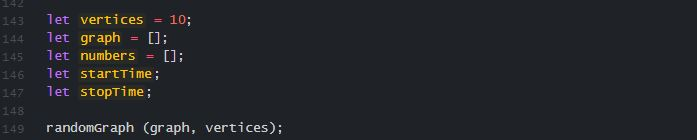 142
143 let vertices = 10;
144 let graph = [];
145 let numbers = [];
146 let startTime;
147 let stopTime;
148
149 randomGraph (graph, vertices);